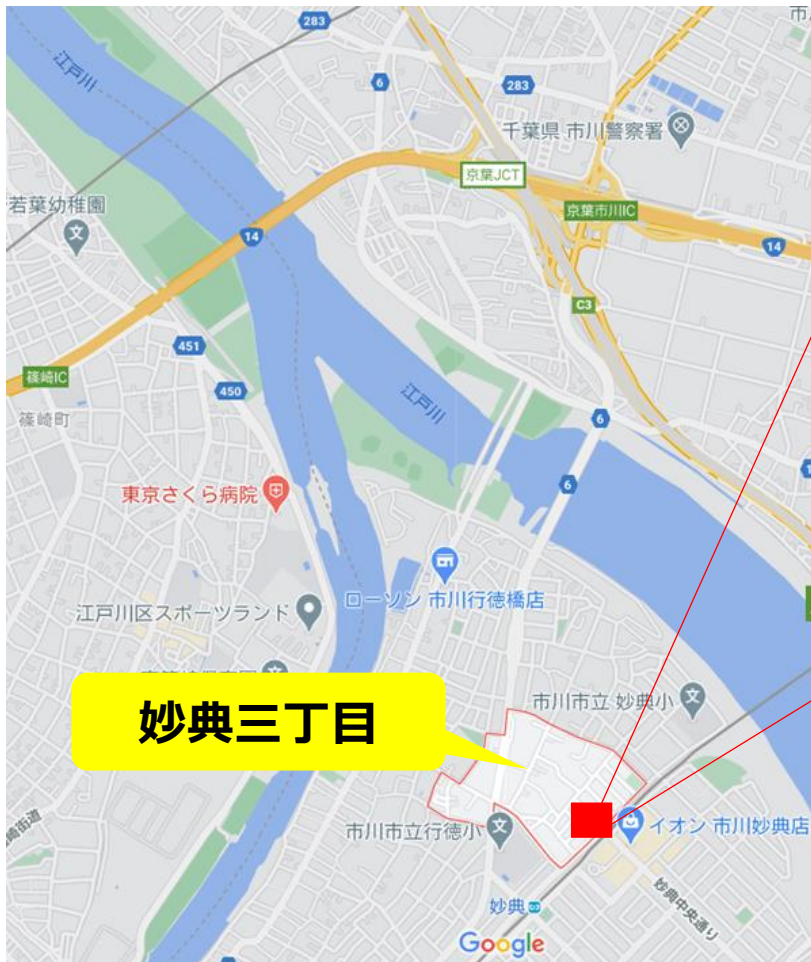 283
市
江戸川
6
283
千葉県 市川警察署
京葉JCT
若葉幼稚園
京葉市川IC
14
14
C3
451
篠崎IC
450
江戸川
篠崎町
6
6
東京さくら病院
ローソン 市川行徳橋店
江戸川区スポーツランド
妙典三丁目
市川市立 妙典小
市川市立行徳小
イオン 市川妙典店
妙典
妙典中央通り
Google